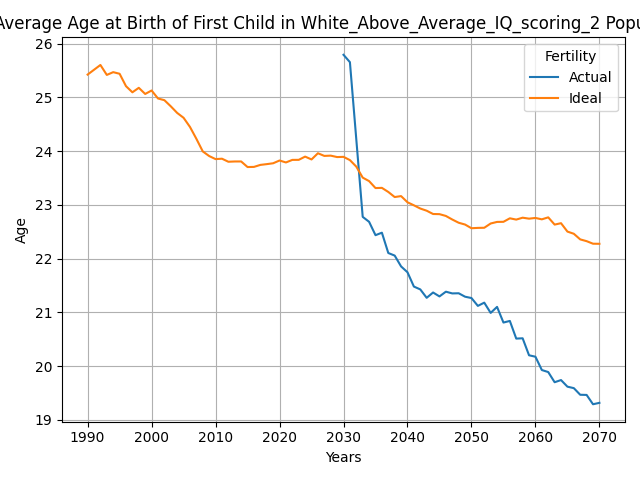 Average Age at Birth of First Child in White_Above_Average_IQ_scoring_2
26
25
24
23
22
21
20
19
Age
Fertility
Actual
Ideal
1990 2000 2010 2020 2030 2040 2050 2060 2070
Years